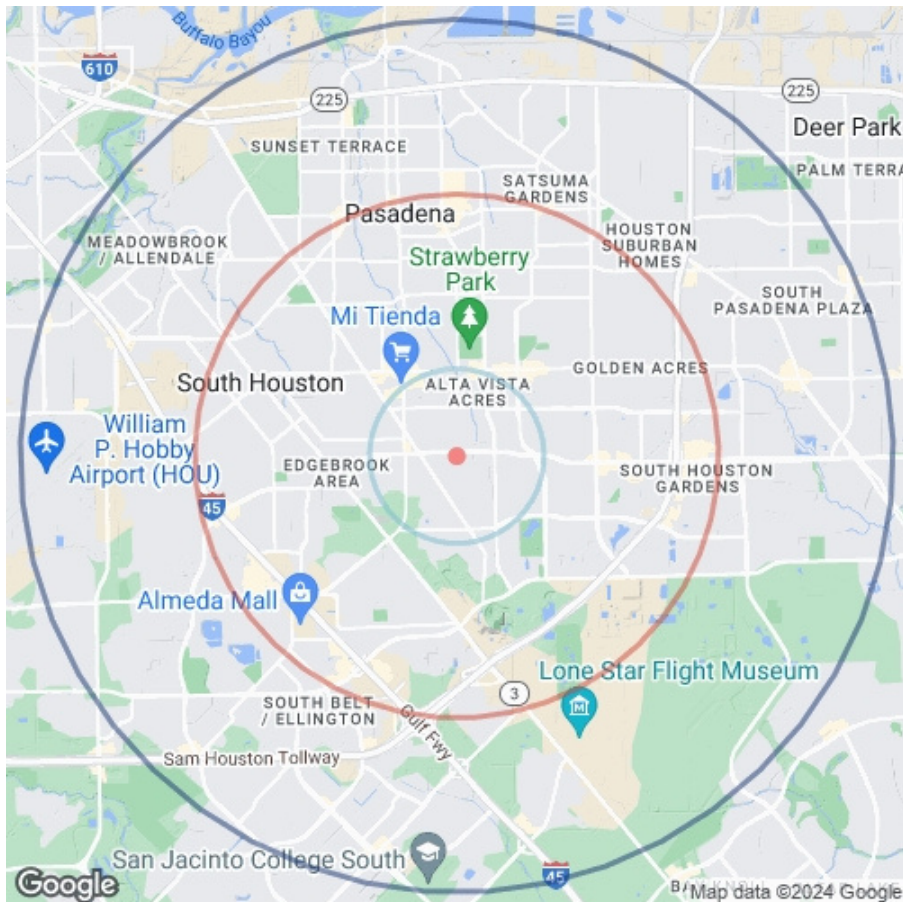 Buffalo Bayou
610
225
225
Deer Park
SUNSET TERRACE
PALM TERRA
SATSUMA
GARDENS
Pasadena
MEADOWBROOK
/ ALLENDALE
HOUSTON
SUBURBAN
HOMES
Strawberry
Park
SOUTH
PASADENA PLAZA
Mi Tienda
GOLDEN ACRES
South Houston
ALTA VISTA
ACRES
William
P. Hobby
Airport (HOU)
EDGEBROOK
AREA
SOUTH HOUSTON
GARDENS
45
Almeda Mall
Lone Star Flight Museum
3
SOUTH BELT
/ ELLINGTON
Gulf Fwy
Sam Houston Tollway
San Jacinto College South
45
Google
Map data ©2024 Google